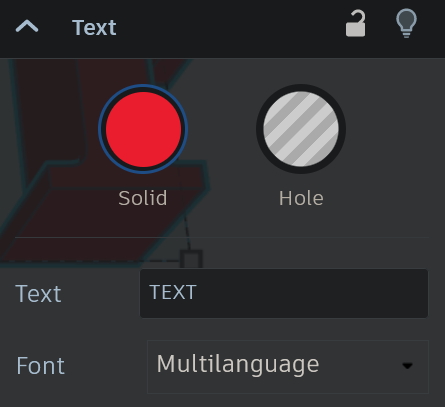 Text
Solid Hole
Text TEXT
Font Multilanguage